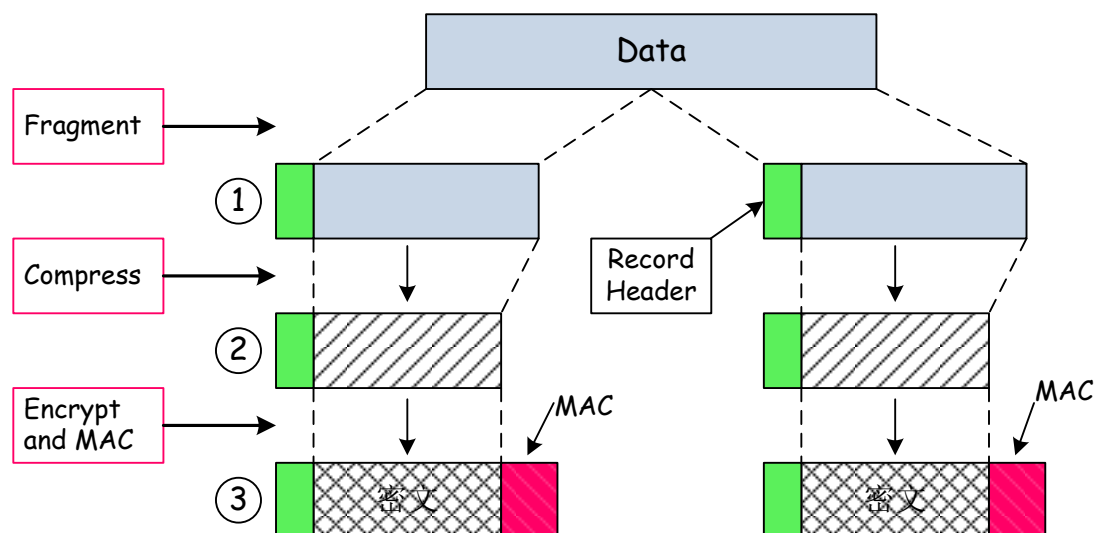 Data
Fragment
①
Compress
Record
Header
②
Encrypt
and MAC
MAC
MAC
③
密文
密文